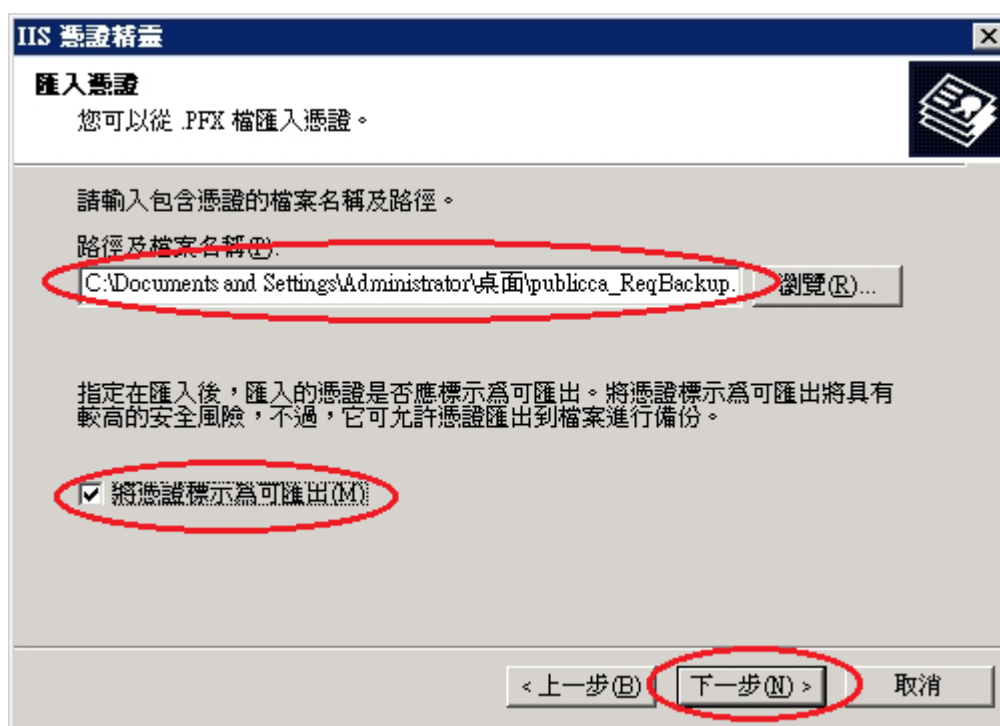 IIS 憑證精靈
匯入憑證
您可以從 .PFX 檔匯入憑證。
請輸入包含憑證的檔案名稱及路徑。
路徑及檔案名稱(P):
C:\Documents and Settings\Administrator\桌面\publicca_ReqBackup.
瀏覽(R)...
指定在匯入後，匯入的憑證是否應標示為可匯出。將憑證標示為可匯出將具有
較高的安全風險，不過，它可允許憑證匯出到檔案進行備份。
將憑證標示為可匯出(M)
<上一步(B) 下一步(N) > 取消